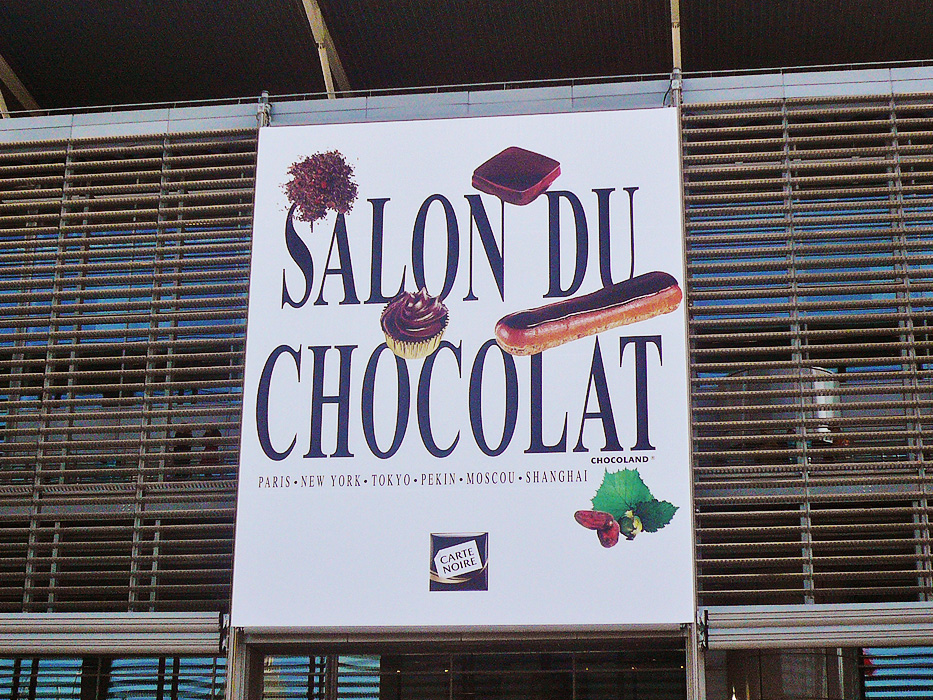 SALON DU
CHOCOLAT
CHOCOLAND
PARIS • NEW YORK • TOKYO • PEKIN • MOSCOU • SHANGHAI
CARTE
NOIRE